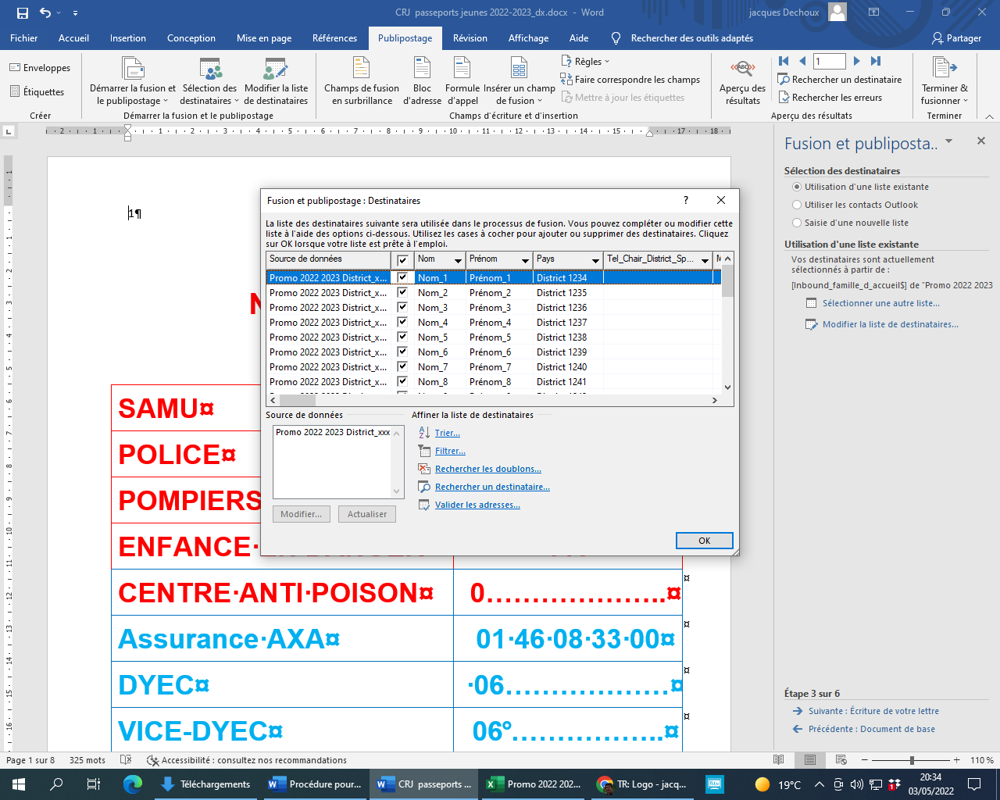 CRJ passeports jeunes 2022-2023_dx.docx - Word
jacques Dechoux
Fichier Accueil Insertion Conception Mise en page Références Publipostage Révision Affichage Aide Rechercher des outils adaptés Partager
Enveloppes
Étiquettes
Créer
Démarrer la fusion et le publipostage
Sélection des destinataires
Modifier la liste de destinataires
Démarrer la fusion et le publipostage
Champs de fusion en surbrillance
Bloc d'adresse
Formule d'appel
Insérer un champ de fusion
Règles
Faire correspondre les champs
Mettre à jour les étiquettes
Champs d'écriture et d'insertion
ABC
Aperçu des résultats
1
Rechercher un destinataire
Rechercher les erreurs
Aperçu des résultats
Terminer & fusionner
Terminer
1¶
N
SAMU¤
POLICE¤
POMPIERS
ENFANCE·
CENTRE·ANTI·POISON¤ 0………………..¤
Assurance·AXA¤ 01·46·08·33·00¤
DYEC¤ ·06………………¤
VICE-DYEC¤ 06°……………..¤
Fusion et publipostage : Destinataires
?
La liste des destinataires suivante sera utilisée dans le processus de fusion. Vous pouvez compléter ou modifier cette
liste à l'aide des options ci-dessous. Utilisez les cases à cocher pour ajouter ou supprimer des destinataires. Cliquez
sur OK lorsque votre liste est prête à l'emploi.
Source de données Nom Prénom Pays Tel_Chair_District_Sp... M
Promo 2022 2023 District_x... Nom_1 Prénom_1 District 1234
Promo 2022 2023 District_x... Nom_2 Prénom_2 District 1235
Promo 2022 2023 District_x... Nom_3 Prénom_3 District 1236
Promo 2022 2023 District_x... Nom_4 Prénom_4 District 1237
Promo 2022 2023 District_x... Nom_5 Prénom_5 District 1238
Promo 2022 2023 District_x... Nom_6 Prénom_6 District 1239
Promo 2022 2023 District_x... Nom_7 Prénom_7 District 1240
Promo 2022 2023 District_x... Nom_8 Prénom_8 District 1241
Source de données
Promo 2022 2023 District_xxx
Modifier... Actualiser
Affiner la liste de destinataires
Trier...
Filtrer...
Rechercher les doublons...
Rechercher un destinataire...
Valider les adresses...
OK
Fusion et publiposta..
Sélection des destinataires
Utilisation d'une liste existante
Utiliser les contacts Outlook
Saisie d'une nouvelle liste
Utilisation d'une liste existante
Vos destinataires sont actuellement
sélectionnés à partir de :
[Inbound_famille_d_accueil$] de "Promo 2022 2023
Sélectionner une autre liste...
Modifier la liste de destinataires...
Étape 3 sur 6
Suivante : Écriture de votre lettre
Précédente : Document de base
Page 1 sur 8 325 mots Accessibilité : consultez nos recommandations 110 %
Téléchargements Procédure pour... CRJ passeports ... Promo 2022 202... TR: Logo - jacq... 19°C
20:34
03/05/2022